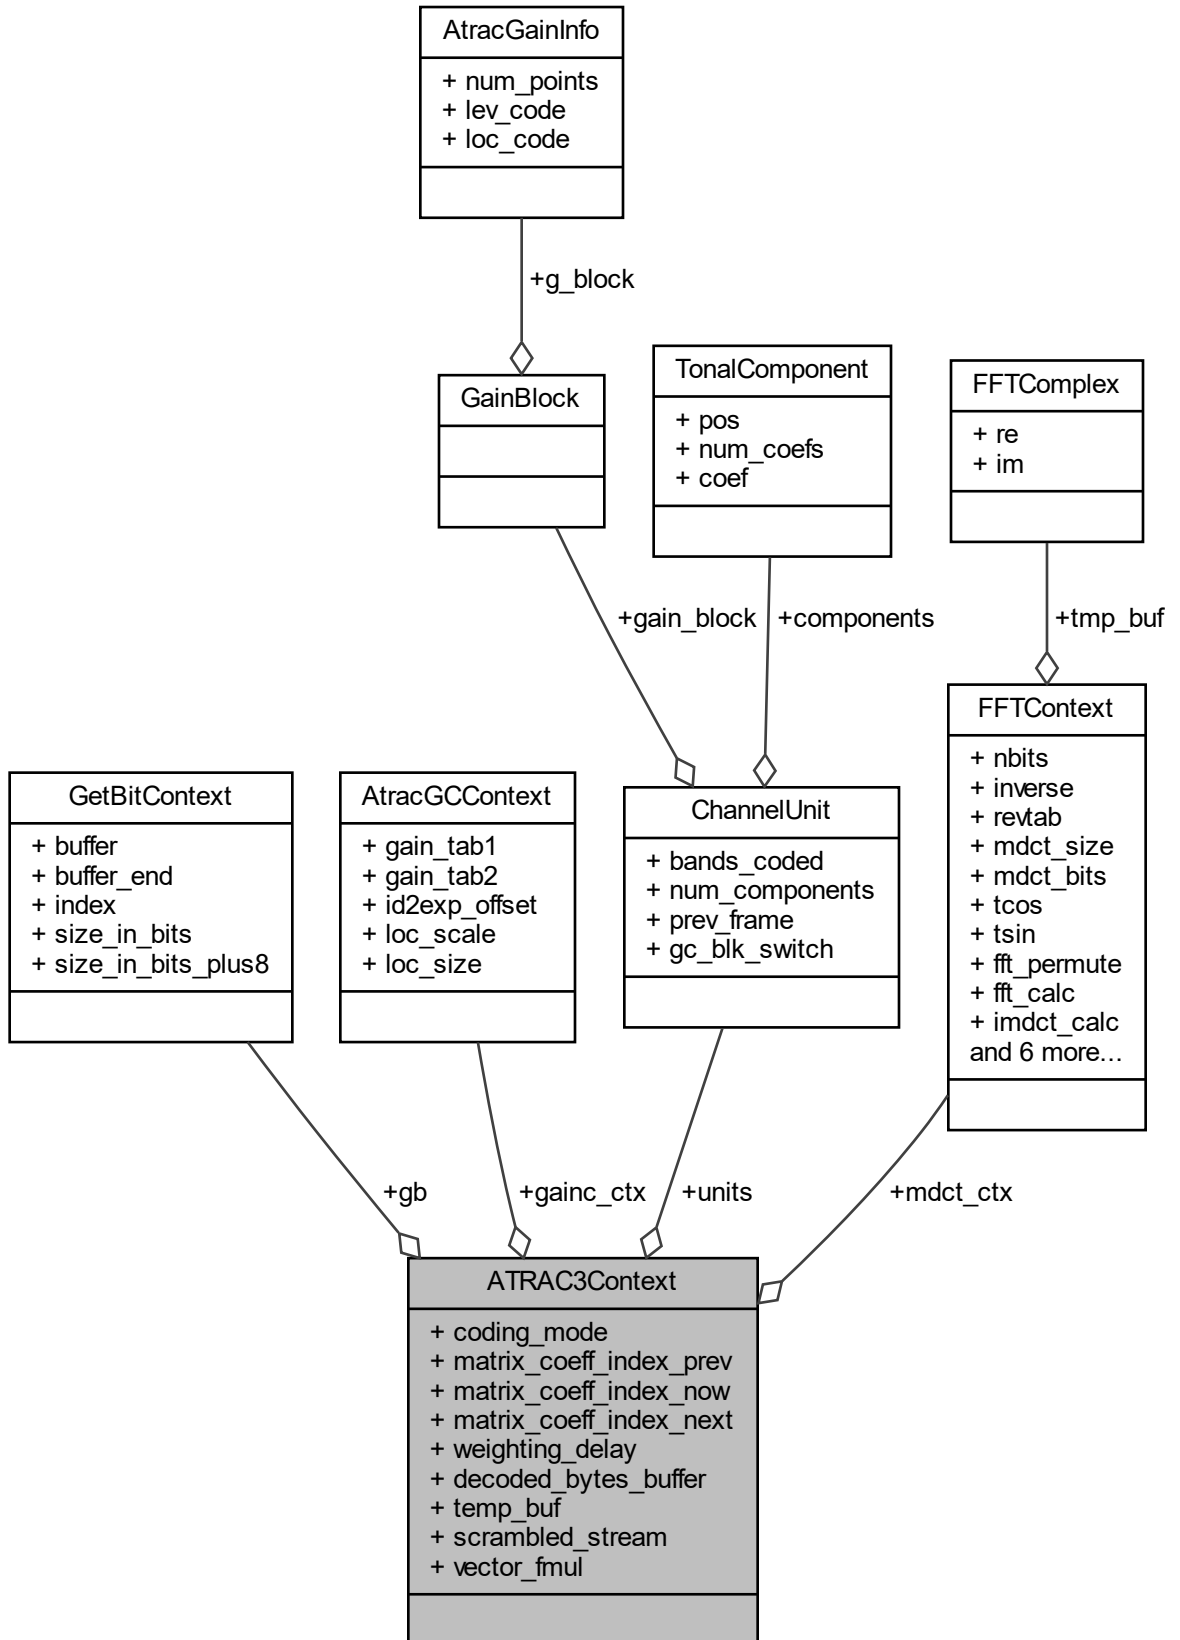 AtracGainInfo
+ num_points
+ lev_code
+ loc_code
+g_block
GainBlock
TonalComponent
+ pos
+ num_coefs
+ coef
FFTComplex
+ re
+ im
+gain_block
+components
+tmp_buf
GetBitContext
+ buffer
+ buffer_end
+ index
+ size_in_bits
+ size_in_bits_plus8
AtracGCContext
+ gain_tab1
+ gain_tab2
+ id2exp_offset
+ loc_scale
+ loc_size
ChannelUnit
+ bands_coded
+ num_components
+ prev_frame
+ gc_blk_switch
FFTContext
+ nbits
+ inverse
+ revtab
+ mdct_size
+ mdct_bits
+ tcos
+ tsin
+ fft_permute
+ fft_calc
+ imdct_calc
and 6 more...
+gb
+gainc_ctx
+units
+mdct_ctx
ATRAC3Context
+ coding_mode
+ matrix_coeff_index_prev
+ matrix_coeff_index_now
+ matrix_coeff_index_next
+ weighting_delay
+ decoded_bytes_buffer
+ temp_buf
+ scrambled_stream
+ vector_fmul